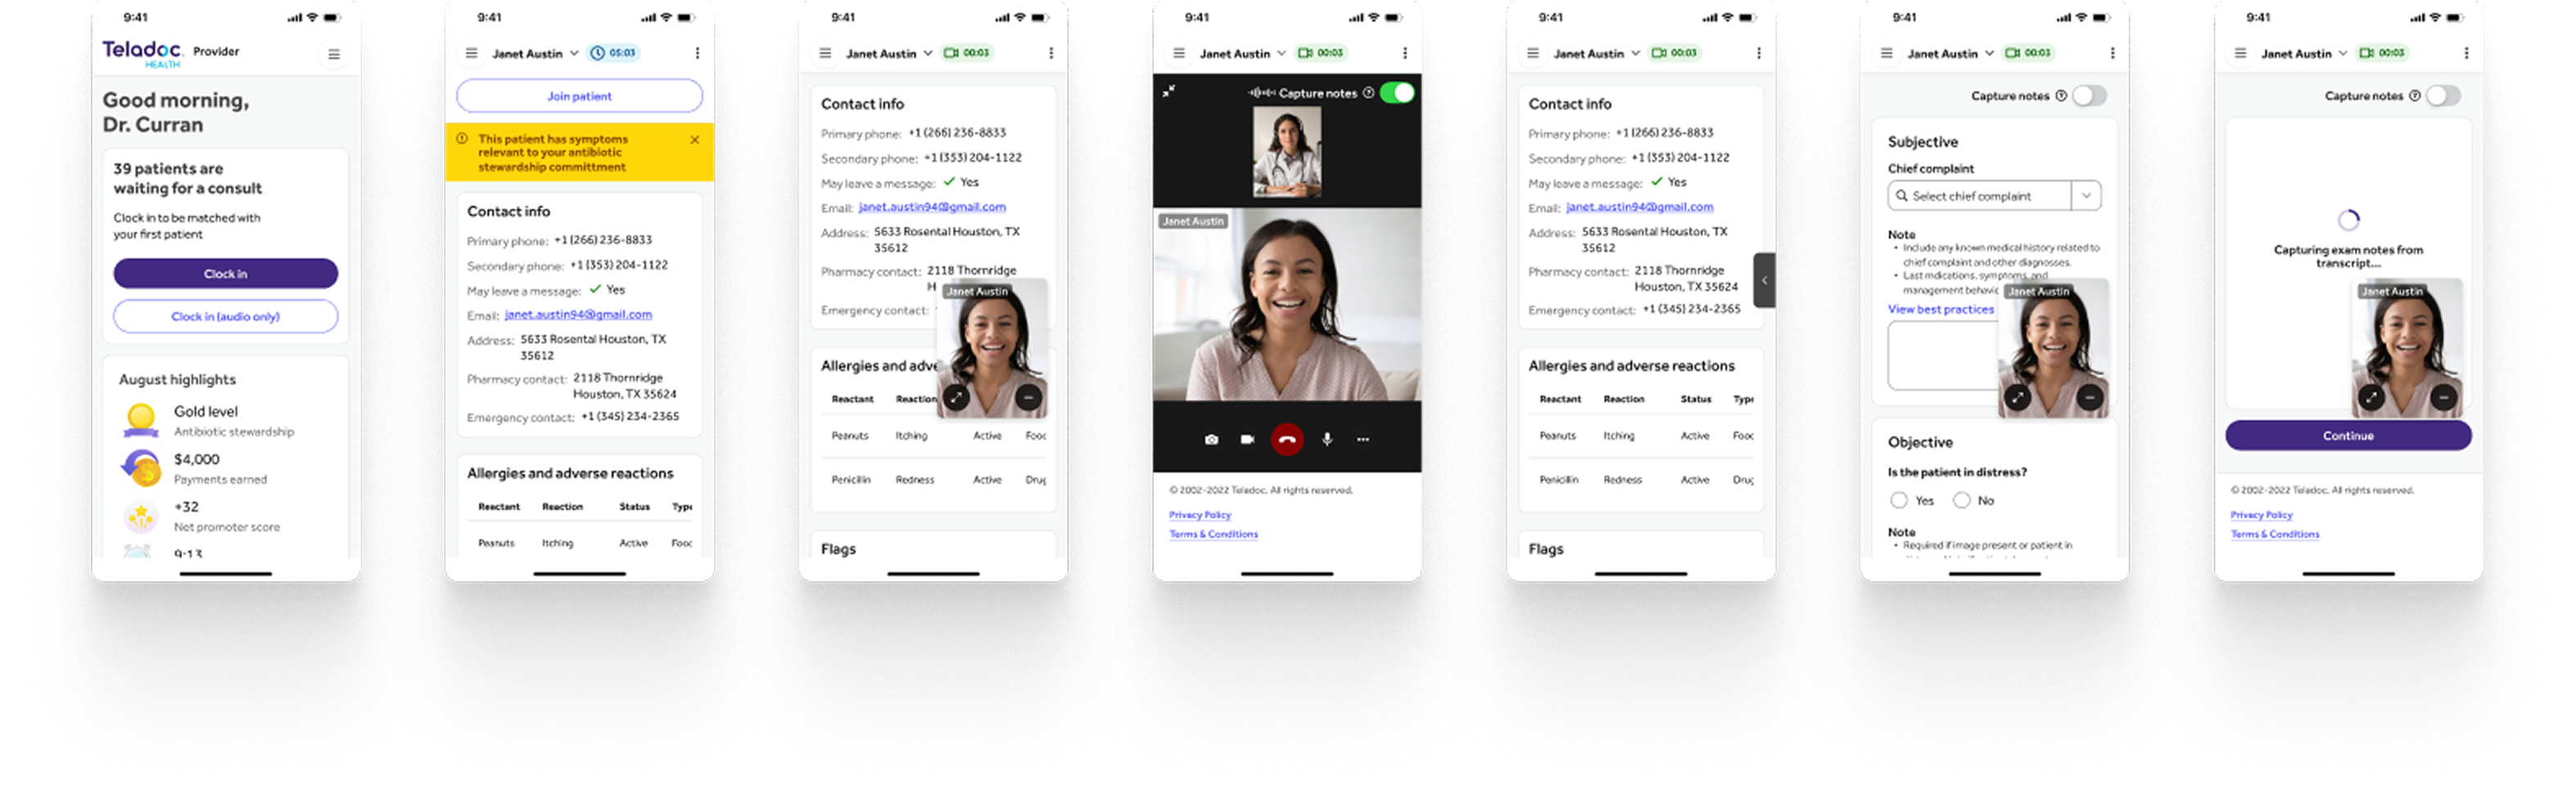 9:41
Teladoc
HEALTH
Provider
Good morning,
Dr. Curran
39 patients are
waiting for a consult
Clock in to be matched with
your first patient
Clock in
Clock in (audio only)
August highlights
Gold level
Antibiotic stewardship
$4,000
Payments earned
+32
Net promoter score
9:13
9:41
Janet Austin
05:03
Join patient
This patient has symptoms
relevant to your antibiotic
stewardship committment
Contact info
Primary phone: +1 (266) 236-8833
Secondary phone: +1 (353) 204-1122
May leave a message: Yes
Email: janet.austin94@gmail.com
Address: 5633 Rosental Houston, TX
35612
Pharmacy contact: 2118 Thornridge
Houston, TX 35624
Emergency contact: +1 (345) 234-2365
Allergies and adverse reactions
Reactant Reaction Status Type
Peanuts Itching Active Food
9:41
Janet Austin
00:03
Contact info
Primary phone: +1 (266) 236-8833
Secondary phone: +1 (353) 204-1122
May leave a message: Yes
Email: janet.austin94@gmail.com
Address: 5633 Rosental Houston, TX
35612
Pharmacy contact: 2118 Thornridge
H
Janet Austin
Emergency contact:
Allergies and adve
Reactant Reaction
Peanuts Itching Active Food
Penicillin Redness Active Drug
Flags
9:41
Janet Austin
00:03
Capture notes
Janet Austin
© 2002-2022 Teladoc. All rights reserved.
Privacy Policy
Terms & Conditions
9:41
Janet Austin
00:03
Contact info
Primary phone: +1 (266) 236-8833
Secondary phone: +1 (353) 204-1122
May leave a message: Yes
Email: janet.austin94@gmail.com
Address: 5633 Rosental Houston, TX
35612
Pharmacy contact: 2118 Thornridge
Houston, TX 35624
Emergency contact: +1 (345) 234-2365
Allergies and adverse reactions
Reactant Reaction Status Type
Peanuts Itching Active Food
Penicillin Redness Active Drug
Flags
9:41
Janet Austin
00:03
Capture notes
Subjective
Chief complaint
Select chief complaint
Note
• Include any known medical history related to
chief complaint and other diagnoses.
• Last mdications, symptoms, and
management behavic
Janet Austin
View best practices
Objective
Is the patient in distress?
Yes No
Note
• Required if image present or patient in
9:41
Janet Austin
00:03
Capture notes
Capturing exam notes from
transcript...
Janet Austin
Continue
© 2002-2022 Teladoc. All rights reserved.
Privacy Policy
Terms & Conditions